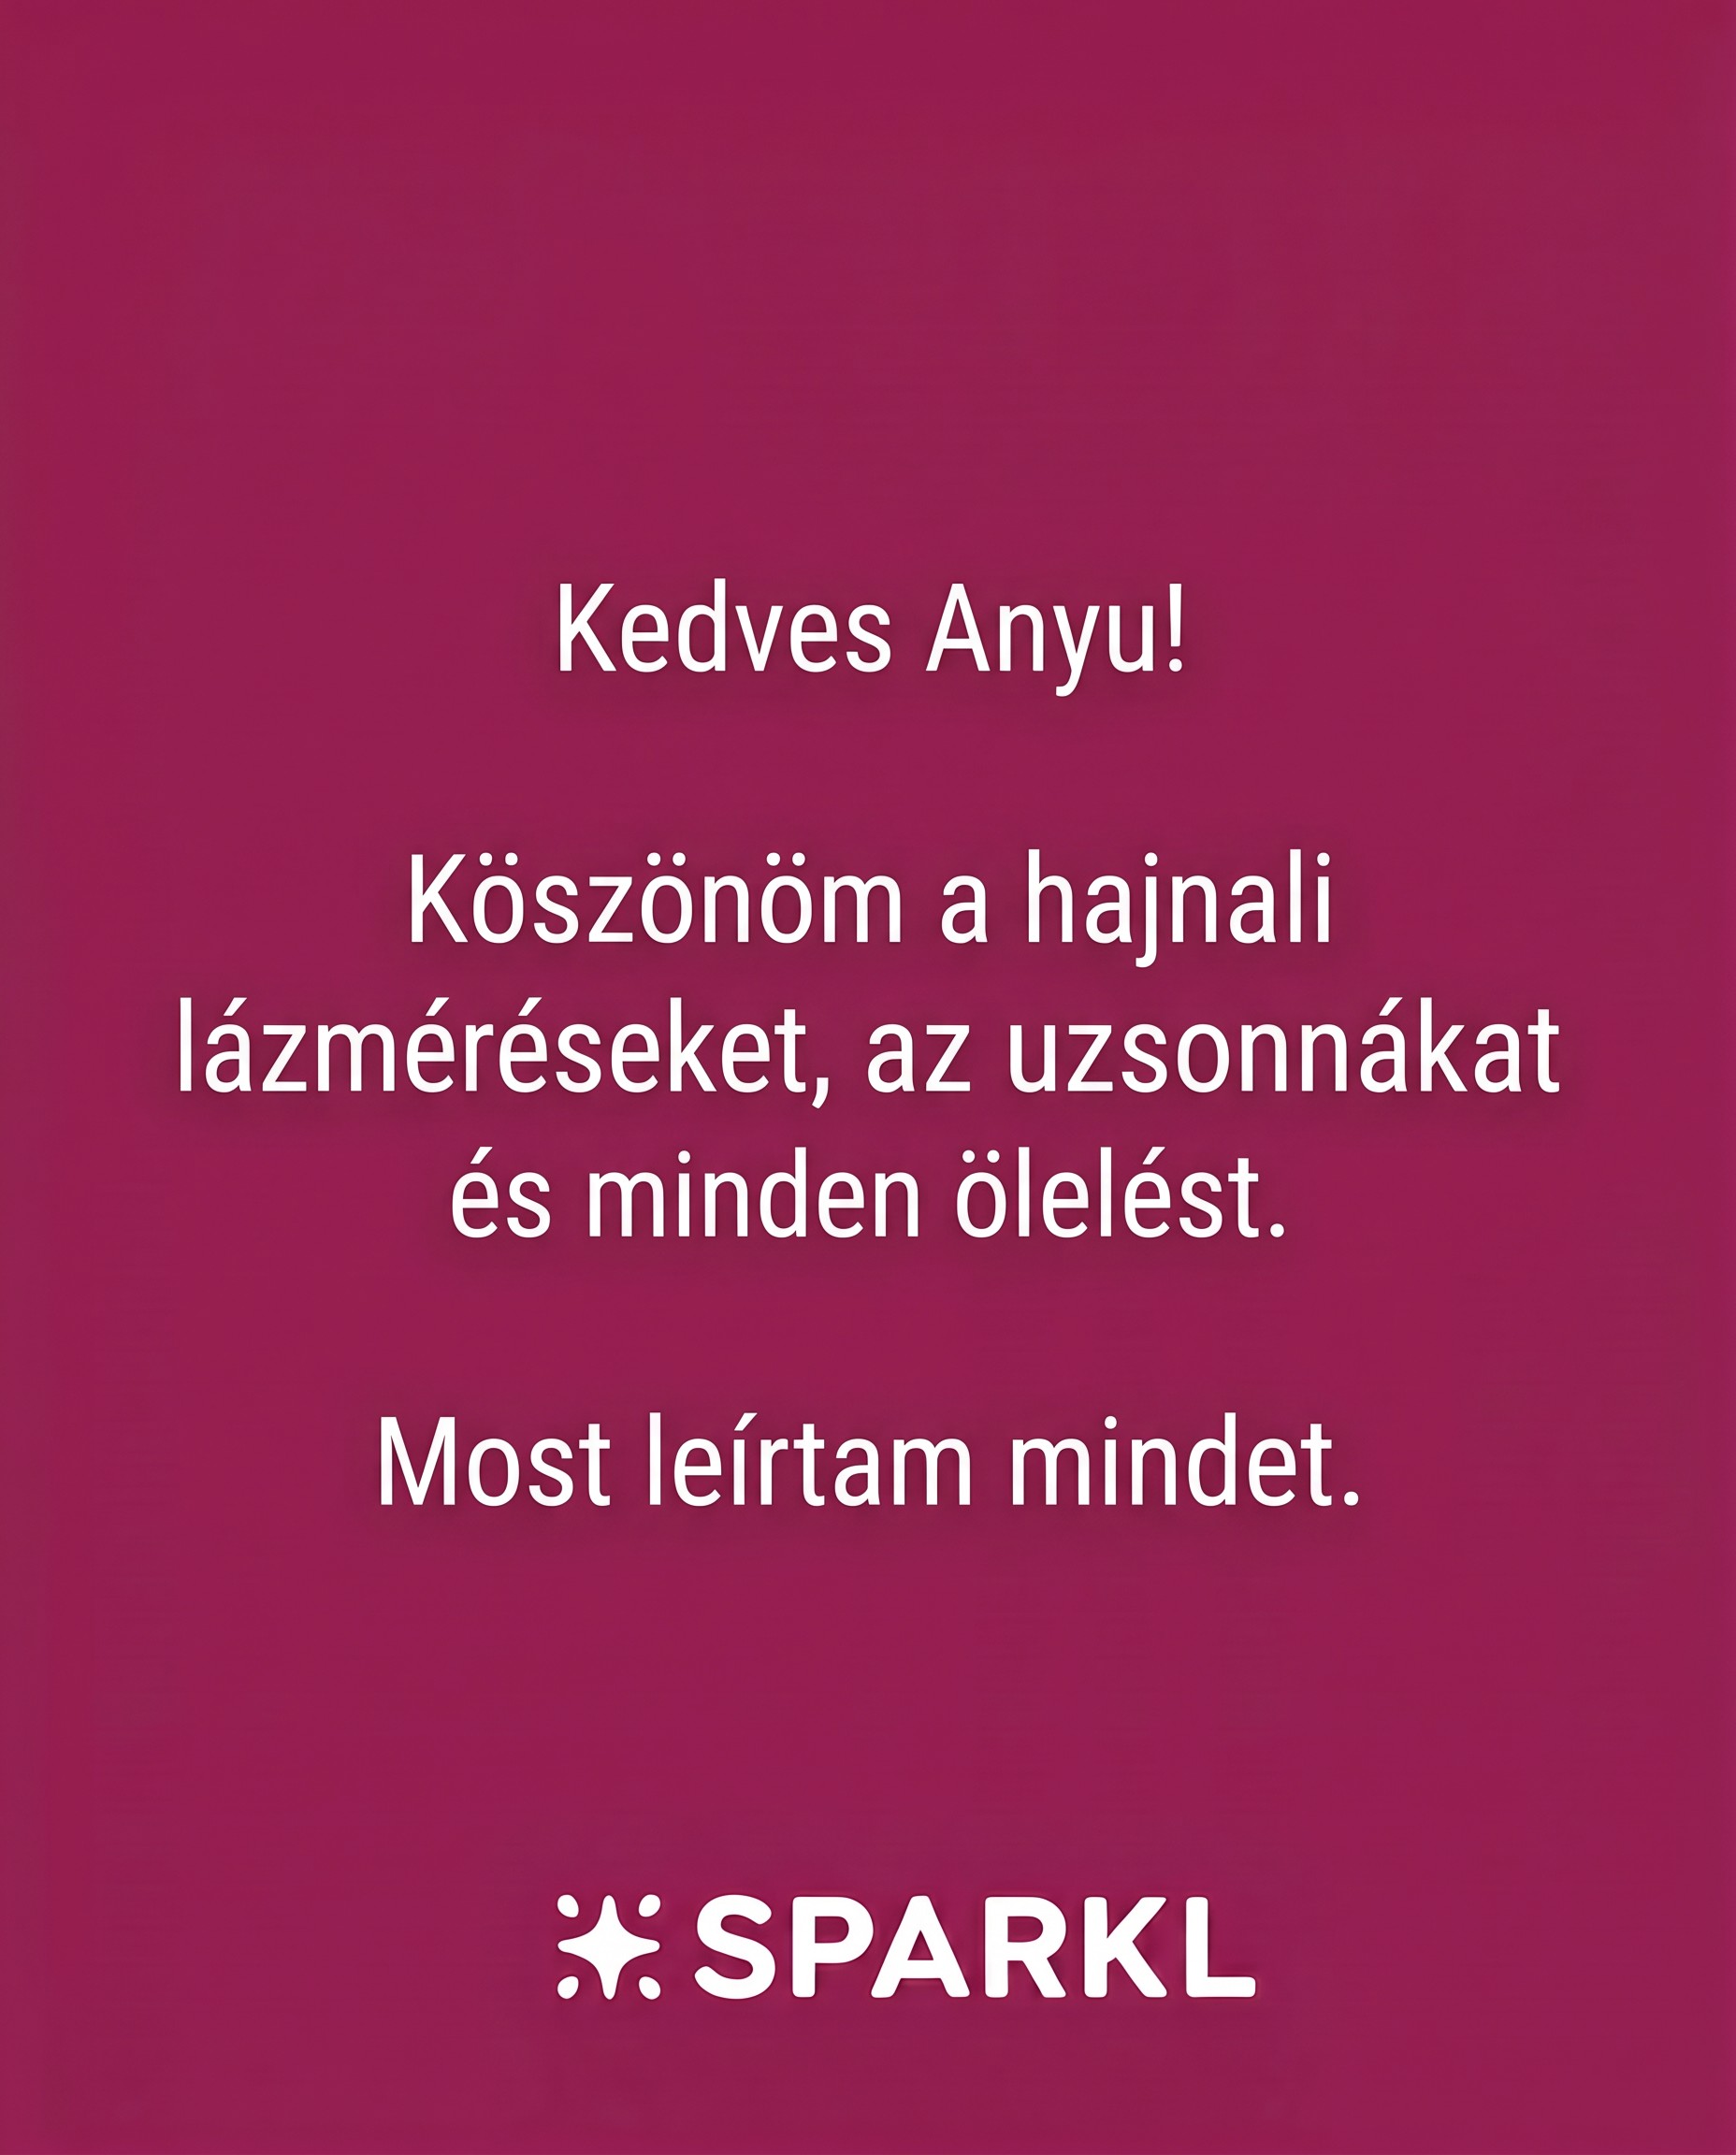 Kedves Anyu!
Köszönöm a hajnali
lázméréseket, az uzsonnákat
és minden ölelést.
Most leírtam mindet.
SPARKL